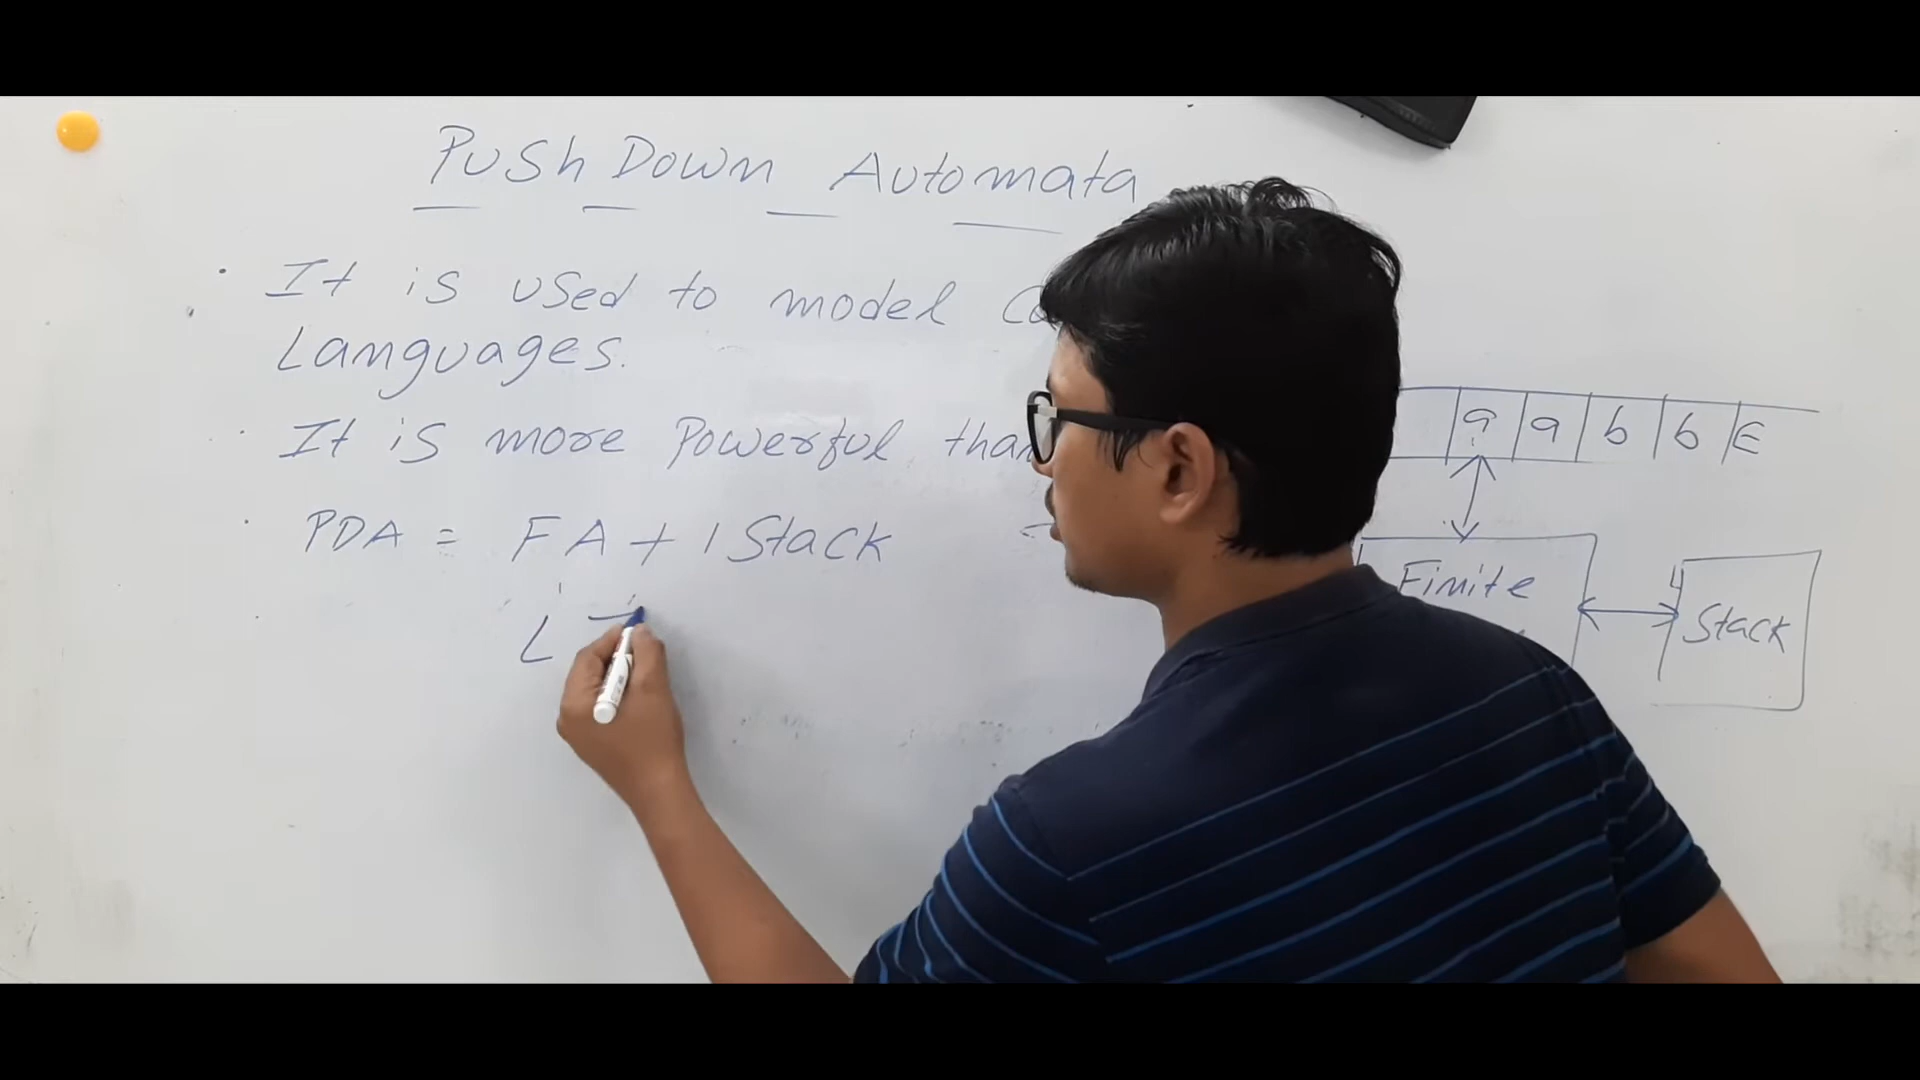 Push Down Automata
It is used to model
Languages.
It is more Powerful than
PDA = FA + 1 Stack
L
a a b b ε
Finite
Stack